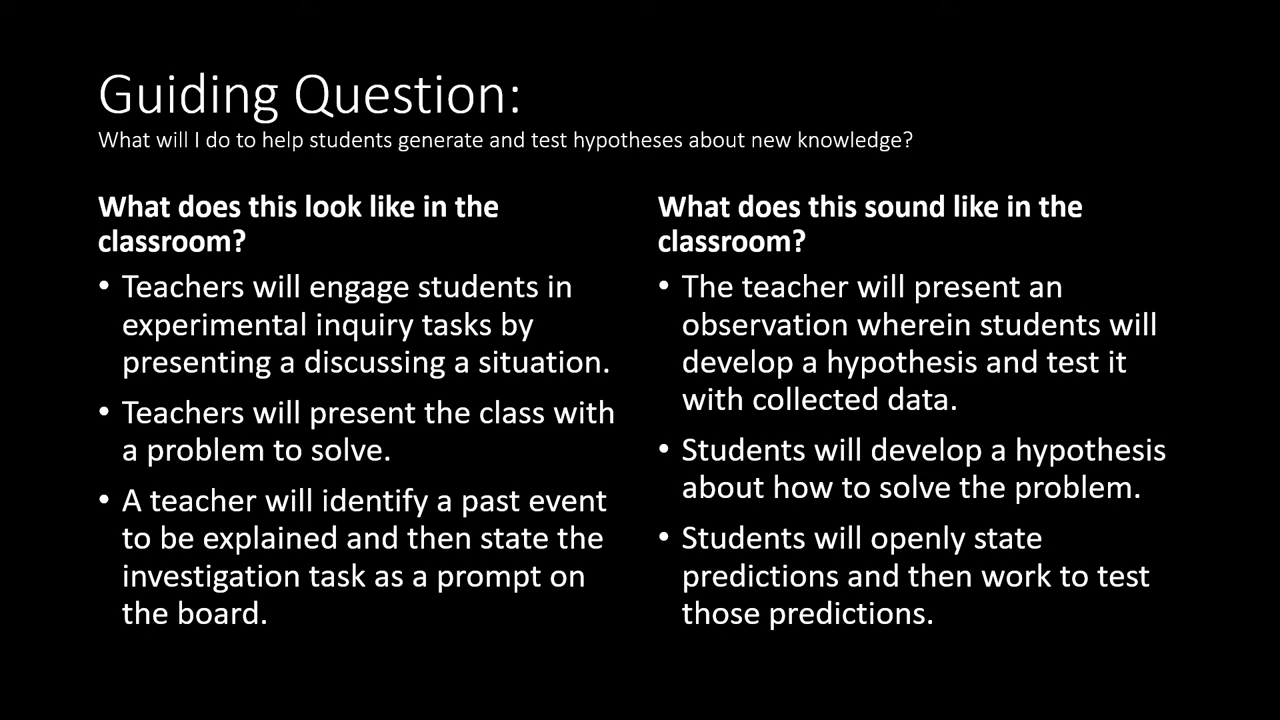 Guiding Question:
What will I do to help students generate and test hypotheses about new knowledge?
What does this look like in the
classroom?
• Teachers will engage students in
experimental inquiry tasks by
presenting a discussing a situation.
• Teachers will present the class with
a problem to solve.
• A teacher will identify a past event
to be explained and then state the
investigation task as a prompt on
the board.
What does this sound like in the
classroom?
• The teacher will present an
observation wherein students will
develop a hypothesis and test it
with collected data.
• Students will develop a hypothesis
about how to solve the problem.
• Students will openly state
predictions and then work to test
those predictions.